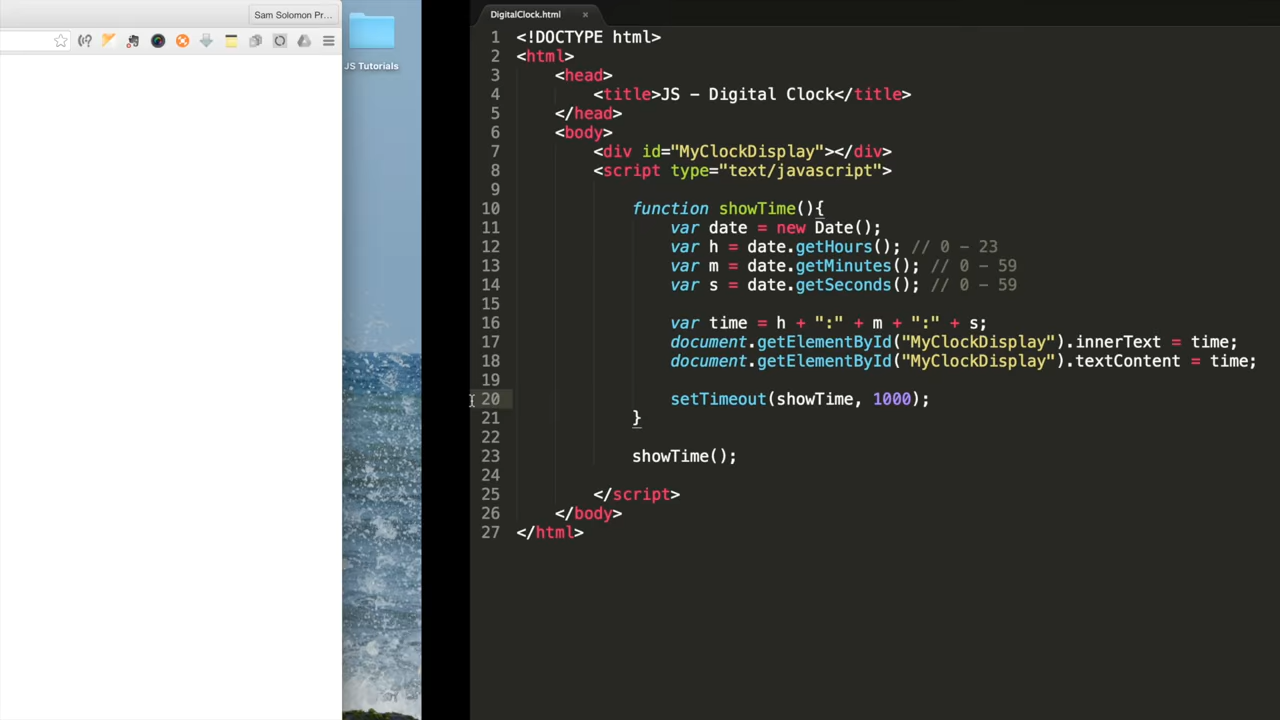 Sam Solomon Pr...
JS Tutorials
DigitalClock.html
1 <!DOCTYPE html>
2 <html>
3 <head>
4 <title>JS - Digital Clock</title>
5 </head>
6 <body>
7 <div id="MyClockDisplay"></div>
8 <script type="text/javascript">
9
10 function showTime(){
11 var date = new Date();
12 var h = date.getHours(); // 0 - 23
13 var m = date.getMinutes(); // 0 - 59
14 var s = date.getSeconds(); // 0 - 59
15
16 var time = h + ":" + m + ":" + s;
17 document.getElementById("MyClockDisplay").innerText = time;
18 document.getElementById("MyClockDisplay").textContent = time;
19
20 setTimeout(showTime, 1000);
21 }
22
23 showTime();
24
25 </script>
26 </body>
27 </html>